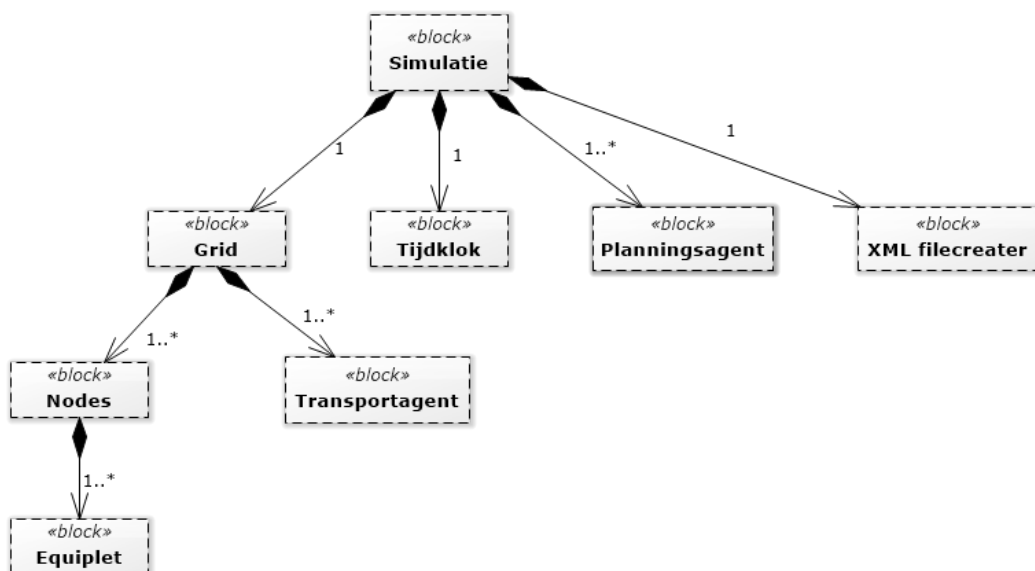 «block»
Simulatie
1
1
1..*
1
«block»
Grid
«block»
Tijdklok
«block»
Planningsagent
«block»
XML filecreater
1..*
1..*
«block»
Nodes
«block»
Transportagent
1..*
«block»
Equiplet